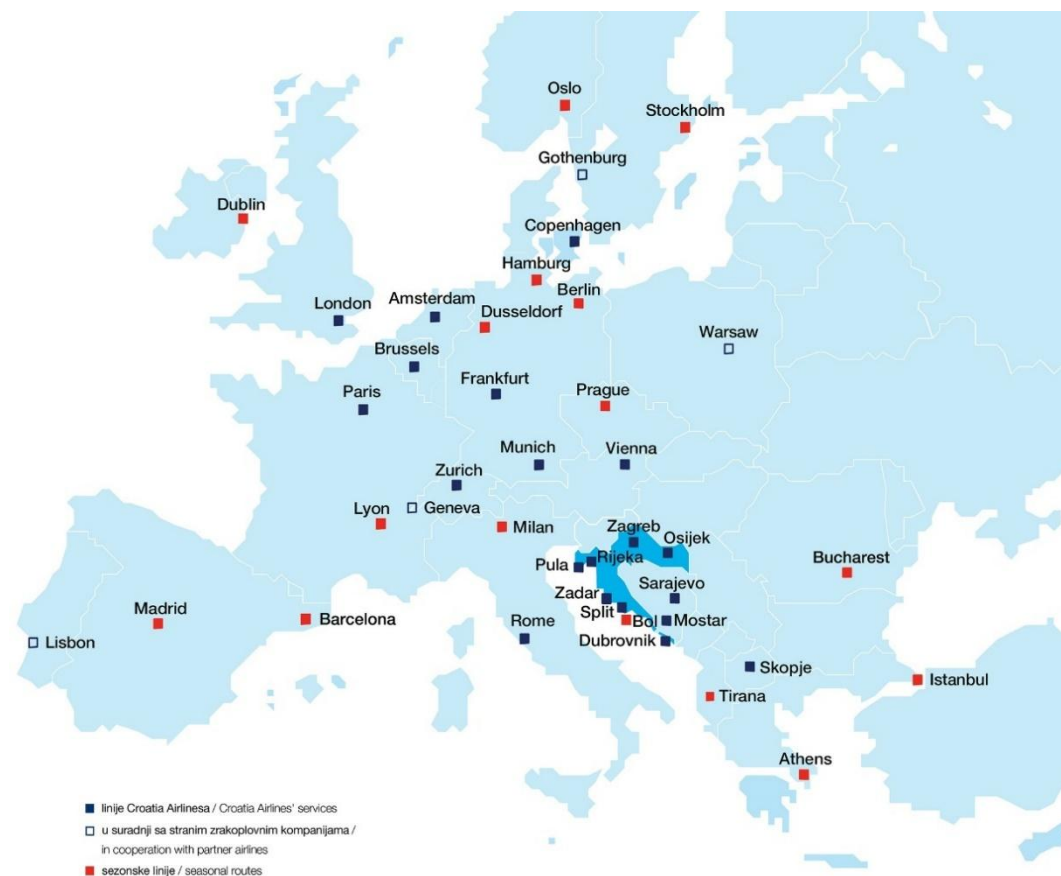 Oslo
Stockholm
Gothenburg
Dublin
Copenhagen
Hamburg
Berlin
London
Amsterdam
Dusseldorf
Warsaw
Brussels
Paris
Frankfurt
Prague
Munich
Vienna
Zurich
Lyon
Geneva
Milan
Zagreb
Osijek
Pula
Rijeka
Bucharest
Zadar
Sarajevo
Madrid
Barcelona
Rome
Split
Bol
Mostar
Lisbon
Dubrovnik
Skopje
Istanbul
Tirana
Athens
linije Croatia Airlinesa / Croatia Airlines' services
u suradnji sa stranim zrakoplovnim kompanijama /
in cooperation with partner airlines
sezonske linije / seasonal routes